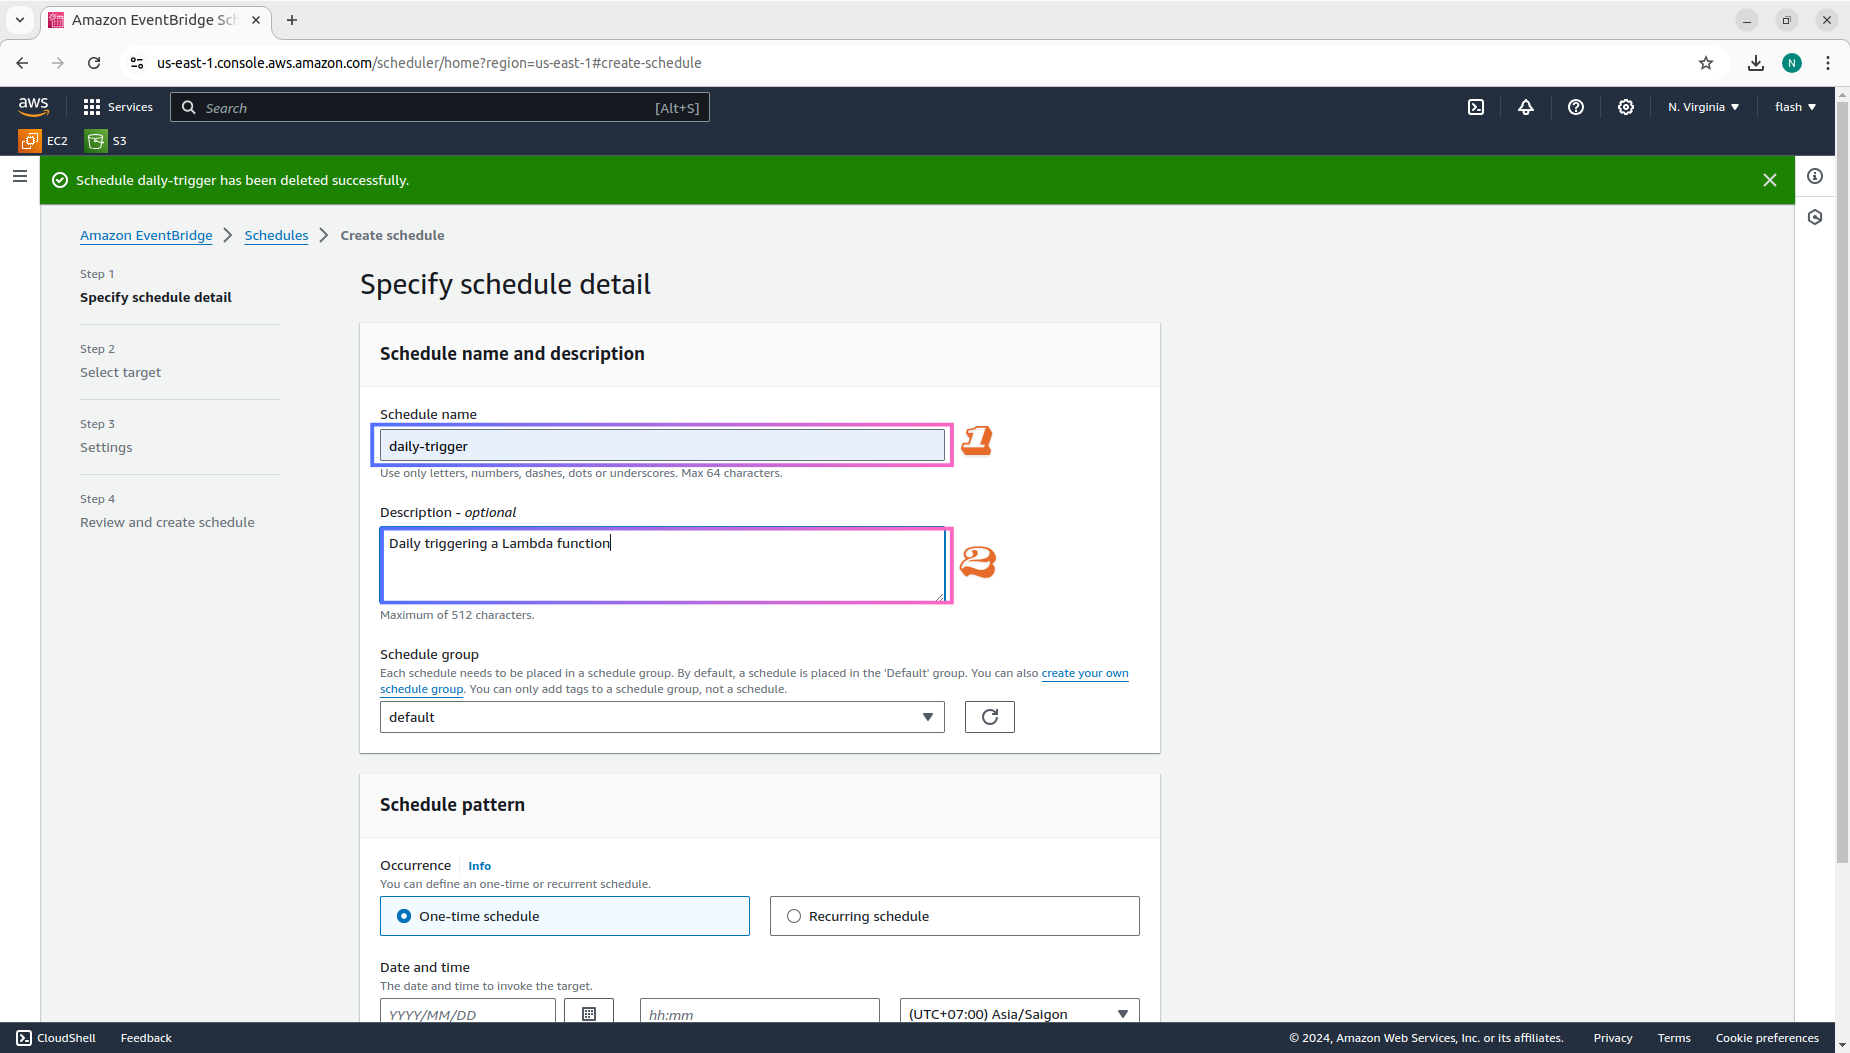 Amazon EventBridge Sc
us-east-1.console.aws.amazon.com/scheduler/home?region=us-east-1#create-schedule
N
aws
Services
Search
[Alt+S]
N. Virginia
flash
EC2
S3
Schedule daily-trigger has been deleted successfully.
Amazon EventBridge
Schedules
Create schedule
Step 1
Specify schedule detail
Step 2
Select target
Step 3
Settings
Step 4
Review and create schedule
Specify schedule detail
Schedule name and description
Schedule name
daily-trigger
1
Use only letters, numbers, dashes, dots or underscores. Max 64 characters.
Description - optional
Daily triggering a Lambda function
2
Maximum of 512 characters.
Schedule group
Each schedule needs to be placed in a schedule group. By default, a schedule is placed in the 'Default' group. You can also create your own
schedule group. You can only add tags to a schedule group, not a schedule.
default
Schedule pattern
Occurrence
Info
You can define an one-time or recurrent schedule.
One-time schedule
Recurring schedule
Date and time
The date and time to invoke the target.
YYYY/MM/DD
hh:mm
(UTC+07:00) Asia/Saigon
CloudShell
Feedback
© 2024, Amazon Web Services, Inc. or its affiliates.
Privacy
Terms
Cookie preferences